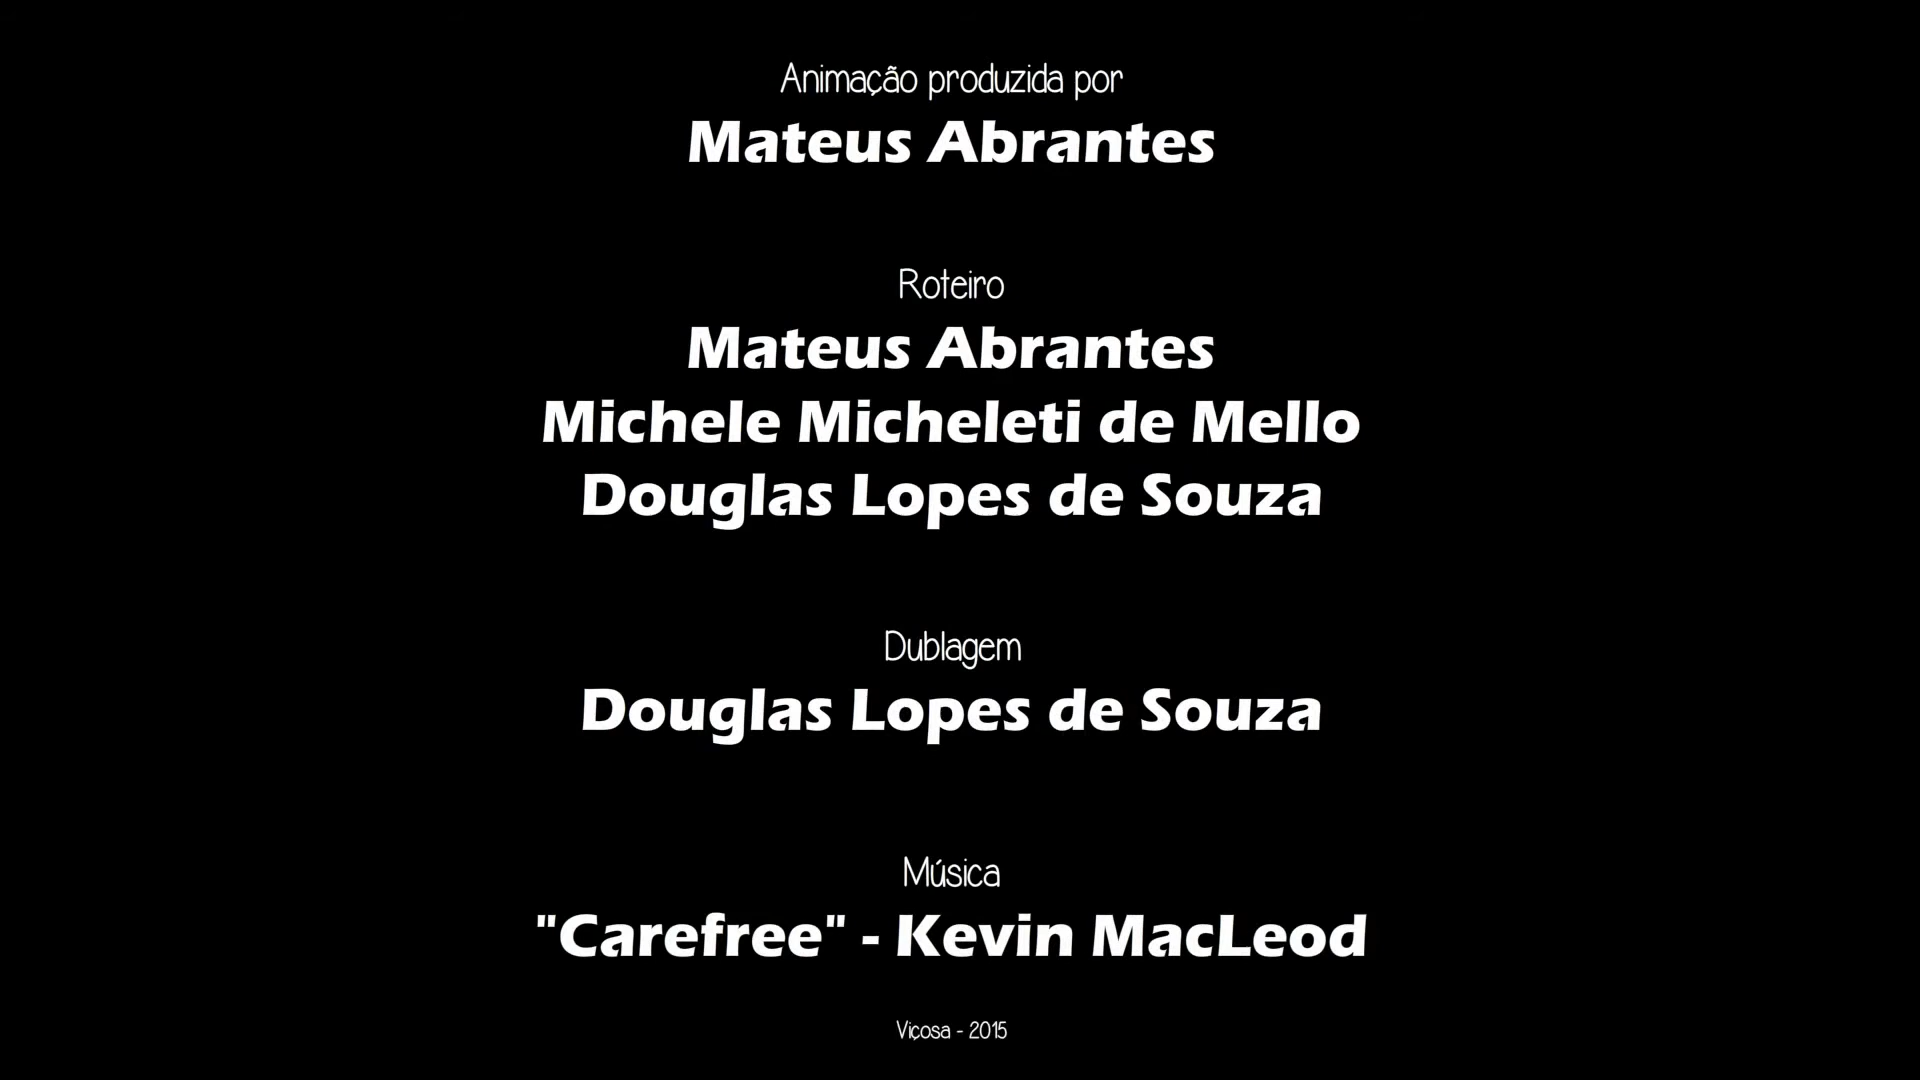 Animação produzida por
Mateus Abrantes
Roteiro
Mateus Abrantes
Michele Micheleti de Mello
Douglas Lopes de Souza
Dublagem
Douglas Lopes de Souza
Música
"Carefree" - Kevin MacLeod
Viçosa - 2015